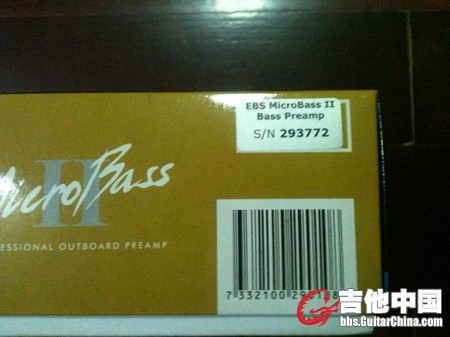 EBS MicroBass II
Bass Preamp
S/N 293772
MicroBass
II
ESSIONAL OUTBOARD PREAMP
吉他中国
bbs.GuitarChina.com